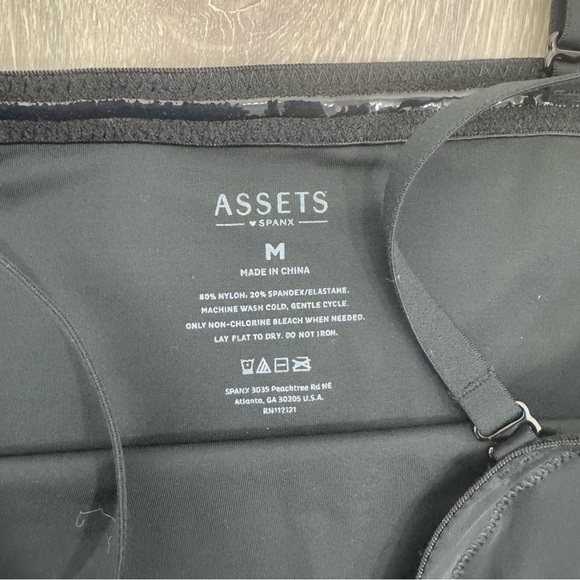 ASSETS
♥ SPANX
M
MADE IN CHINA
80% NYLON, 20% SPANDEX/ELASTANE.
MACHINE WASH COLD, GENTLE CYCLE.
ONLY NON-CHLORINE BLEACH WHEN NEEDED.
LAY FLAT TO DRY. DO NOT IRON.
SPANX 3035 Peachtree Rd NE
Atlanta, GA 30305 U.S.A.
RN112121